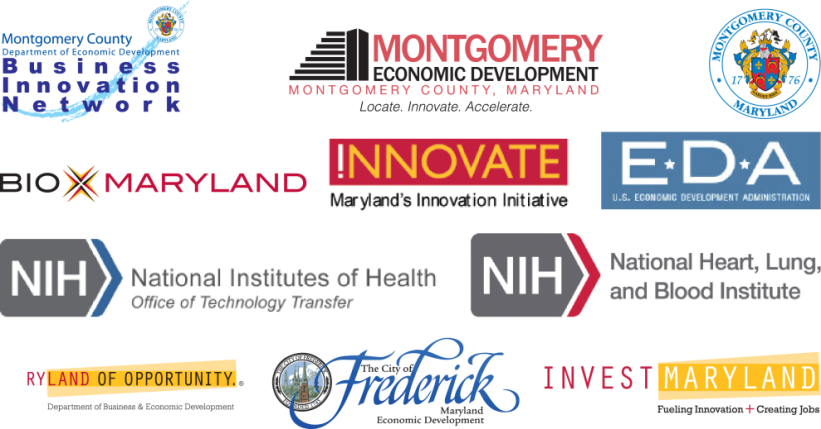 Montgomery County
Department of Economic Development
Business
Innovation
Network
MONTGOMERY
ECONOMIC DEVELOPMENT
MONTGOMERY COUNTY, MARYLAND
Locate. Innovate. Accelerate.
MONTGOMERY COUNTY
17 76
MARYLAND
BIO MARYLAND
!NNOVATE
Maryland's Innovation Initiative
E★D★A
U.S. ECONOMIC DEVELOPMENT ADMINISTRATION
NIH
National Institutes of Health
Office of Technology Transfer
NIH
National Heart, Lung,
and Blood Institute
RYLAND OF OPPORTUNITY.®
Department of Business & Economic Development
THE CITY OF FREDERICK
The City of
Frederick
Maryland
Economic Development
INVESTMARYLAND
Fueling Innovation + Creating Jobs